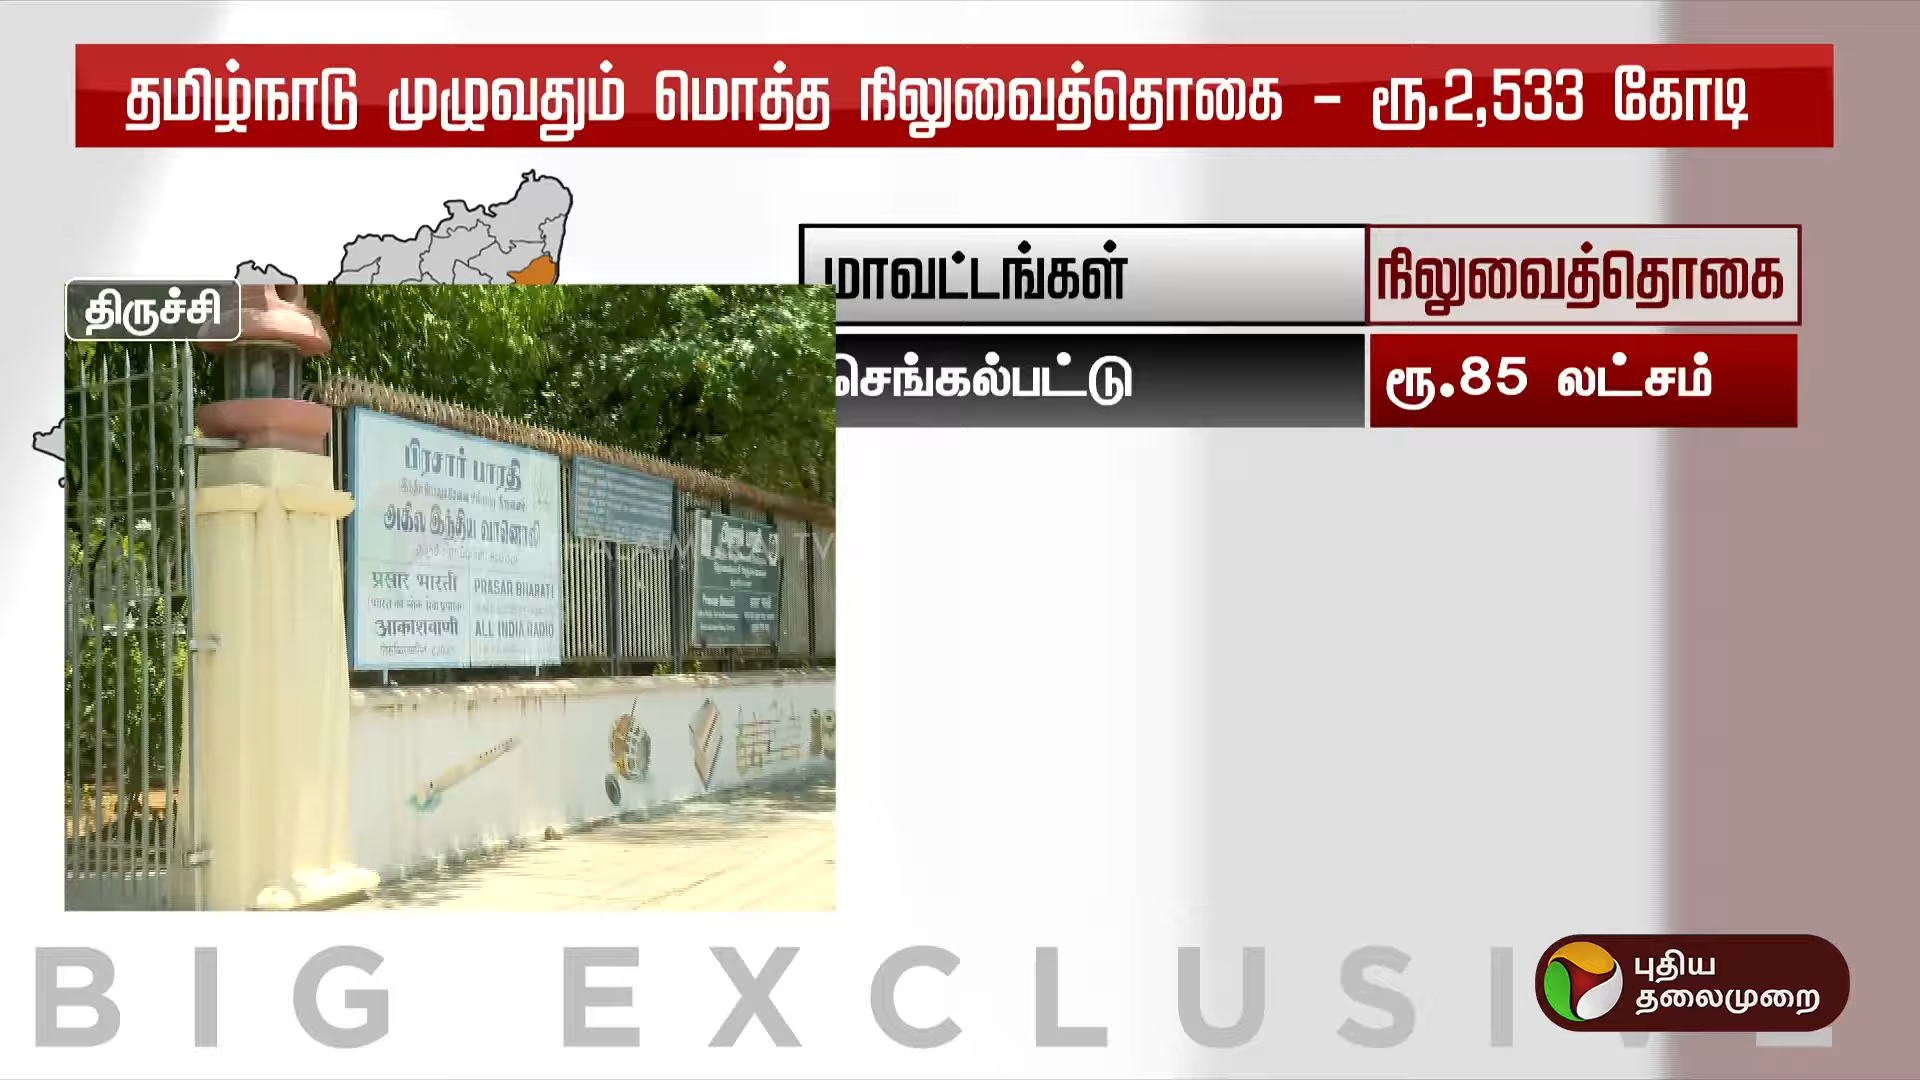 தமிழ்நாடு முழுவதும் மொத்த நிலுவைத்தொகை – ரூ.2,533 கோடி
மாவட்டங்கள் நிலுவைத்தொகை
செங்கல்பட்டு ரூ.85 லட்சம்
திருச்சி
பிரசார் பாரதி
அகில இந்திய வானொலி
प्रसार भारती
PRASAR BHARATI
आकाशवाणी
ALL INDIA RADIO
BIG EXCLUSIVE
புதிய
தலைமுறை